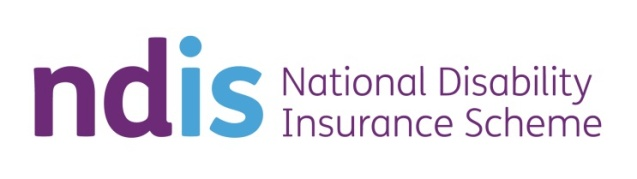 ndis
National Disability
Insurance Scheme